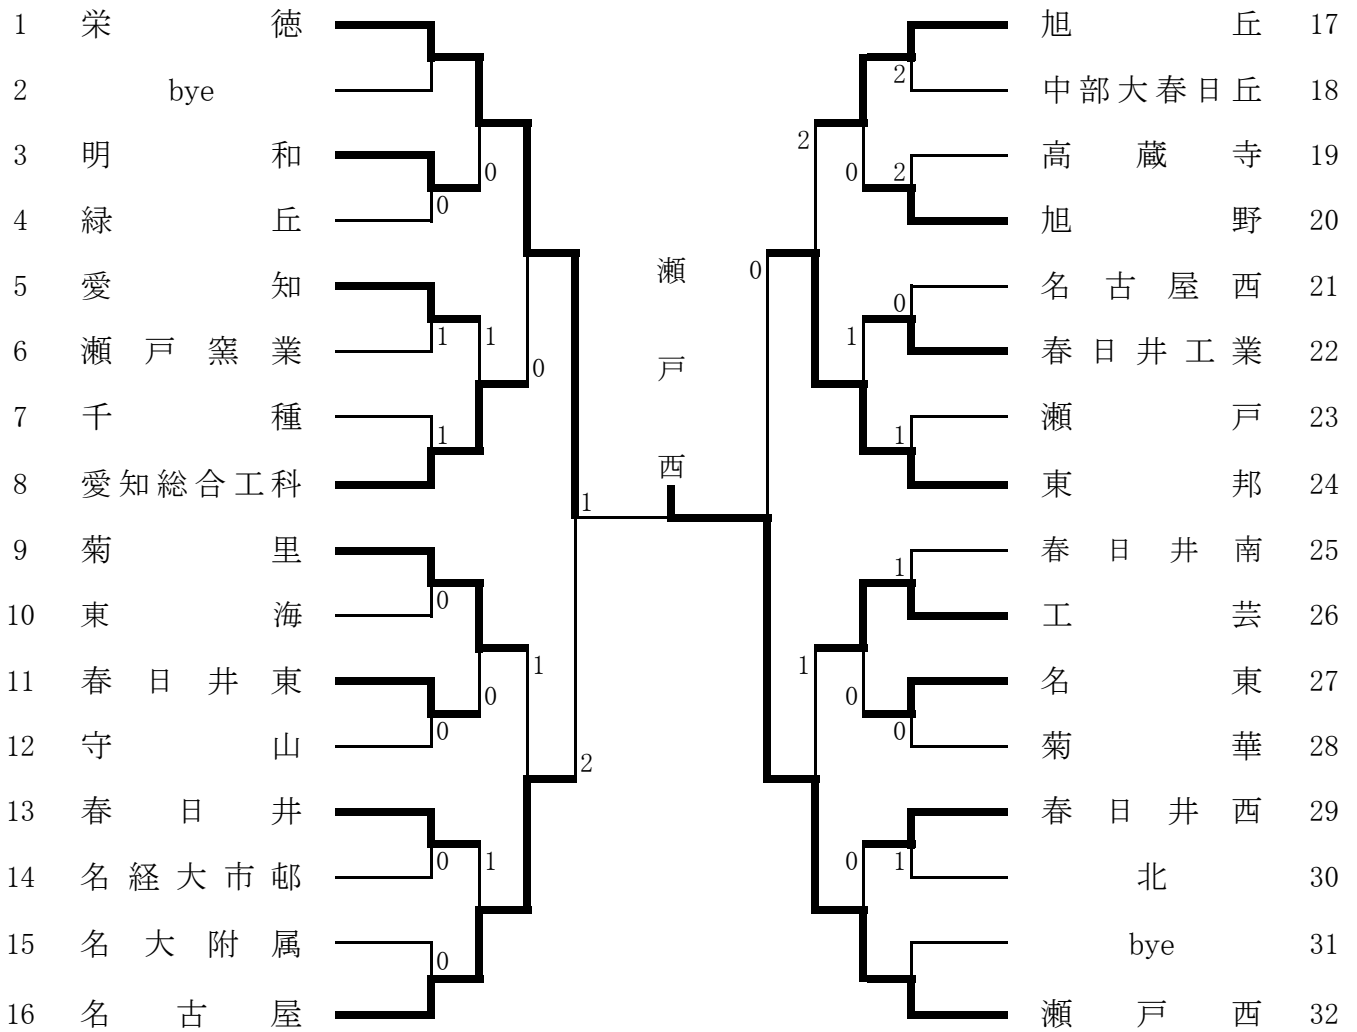 1 栄徳
2 bye
3 明和
4 緑丘
5 愛知
6 瀬戸窯業
7 千種
8 愛知総合工科
9 菊里
10 東海
11 春日井東
12 守山
13 春日井
14 名経大市邨
15 名大附属
16 名古屋
0
0
1
1
1
0
0
0
0
1
0
1
0
2
1
瀬戸西
0
2
1
2
0
2
0
1
1
1
0
0
0
1
旭丘 17
中部大春日丘 18
高蔵寺 19
旭野 20
名古屋西 21
春日井工業 22
瀬戸 23
東邦 24
春日井南 25
工芸 26
名東 27
菊華 28
春日井西 29
北 30
bye 31
瀬戸西 32